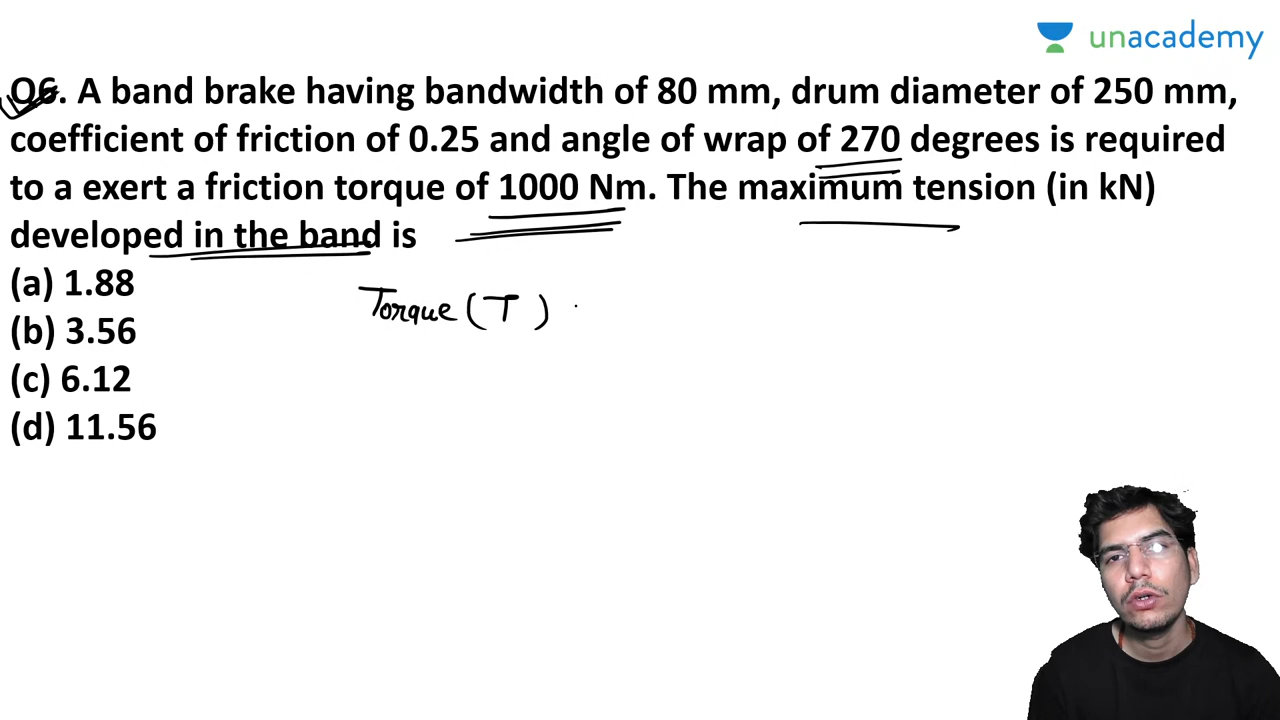 unacademy
Q6. A band brake having bandwidth of 80 mm, drum diameter of 250 mm,
coefficient of friction of 0.25 and angle of wrap of 270 degrees is required
to a exert a friction torque of 1000 Nm. The maximum tension (in kN)
developed in the band is
(a) 1.88
(b) 3.56
(c) 6.12
(d) 11.56
Torque (T)